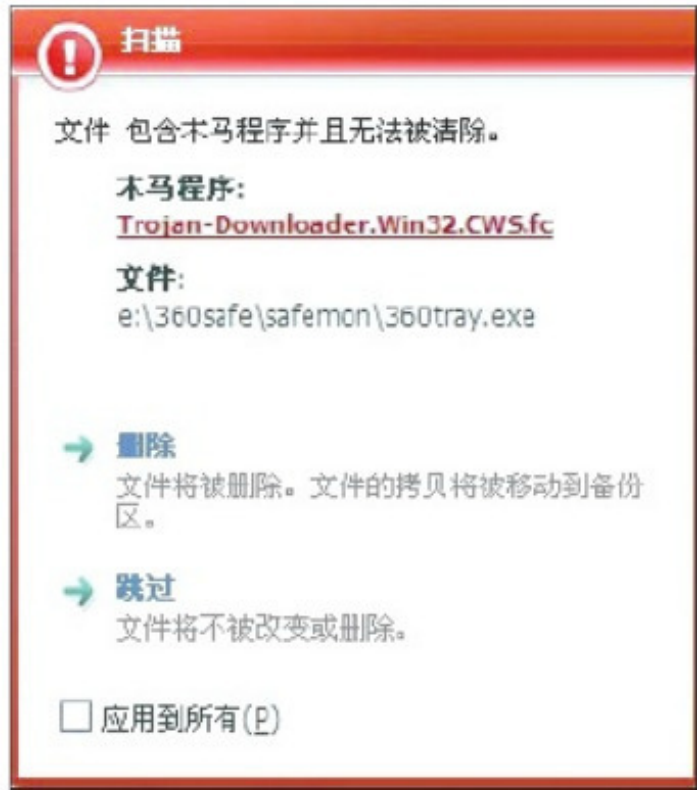 扫描
文件 包含木马程序并且无法被清除。
木马程序:
Trojan-Downloader.Win32.CWS.fc
文件:
e:\360safe\safemon\360tray.exe
删除
文件将被删除。文件的拷贝将被移动到备份
区。
跳过
文件将不被改变或删除。
应用到所有(P)